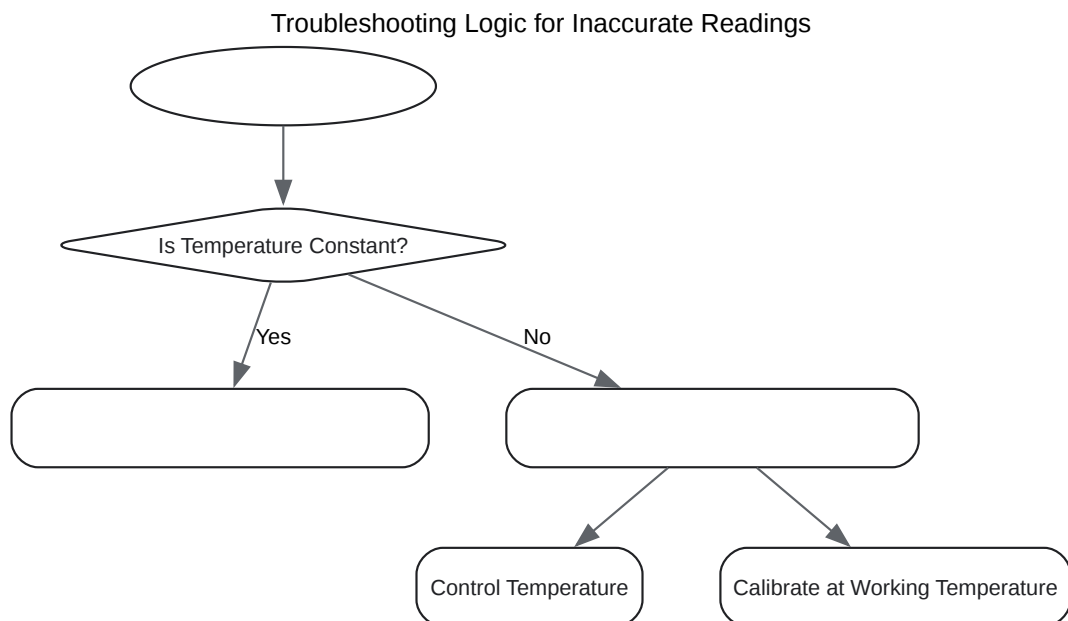 Troubleshooting Logic for Inaccurate Readings
Is Temperature Constant?
Yes
No
Control Temperature
Calibrate at Working Temperature